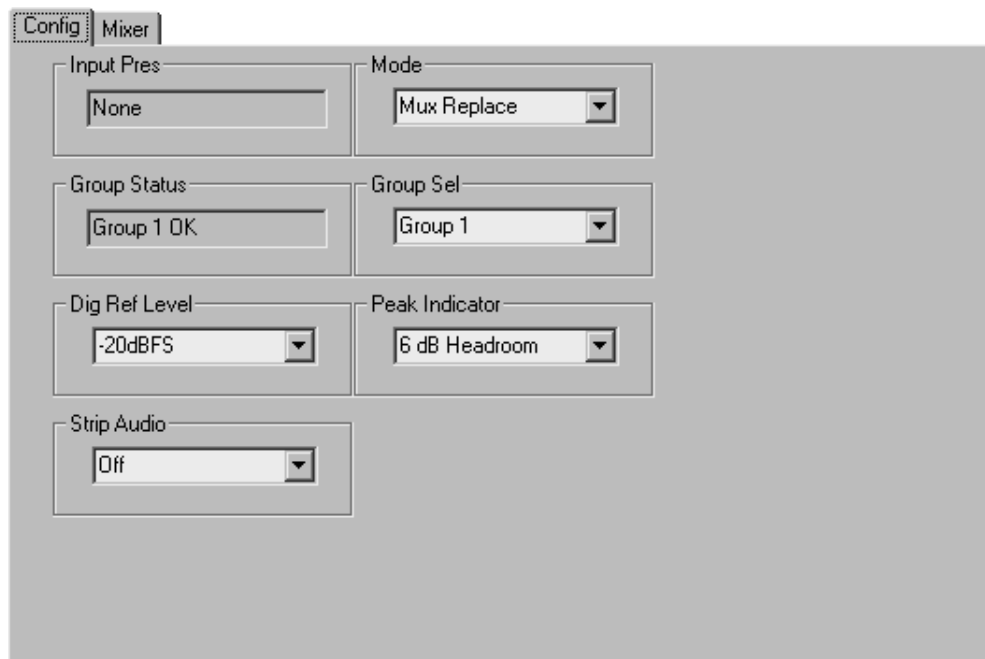 Config Mixer
Input Pres Mode
None Mux Replace
Group Status Group Sel
Group 1 OK Group 1
Dig Ref Level Peak Indicator
-20dBFS 6 dB Headroom
Strip Audio
Off